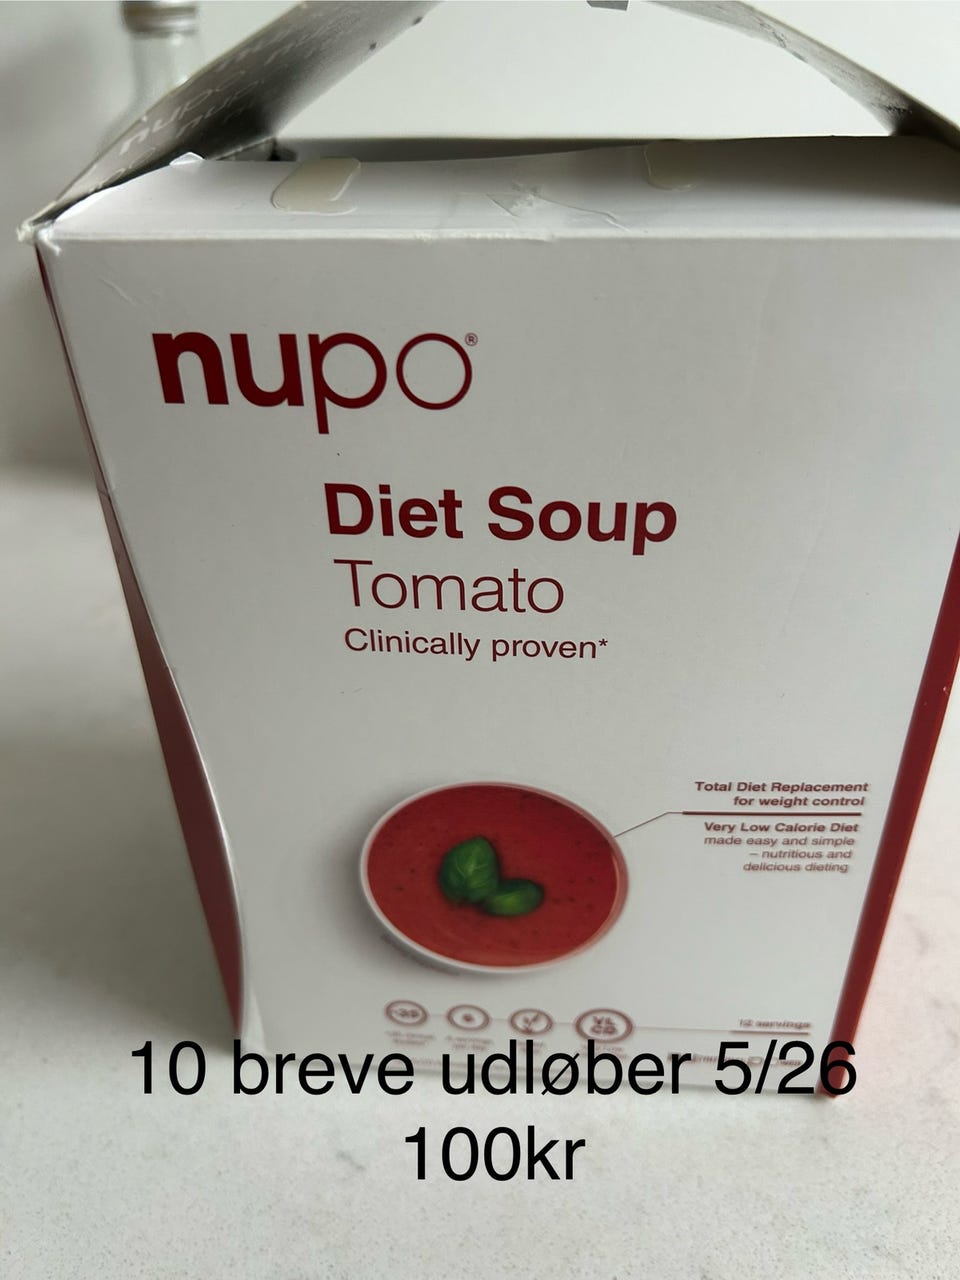 nupo®
Diet Soup
Tomato
Clinically proven*
Total Diet Replacement
for weight control
Very Low Calorie Diet
made easy and simple
– nutritious and
delicious dieting
12 servings
10 breve udløber 5/26
100kr